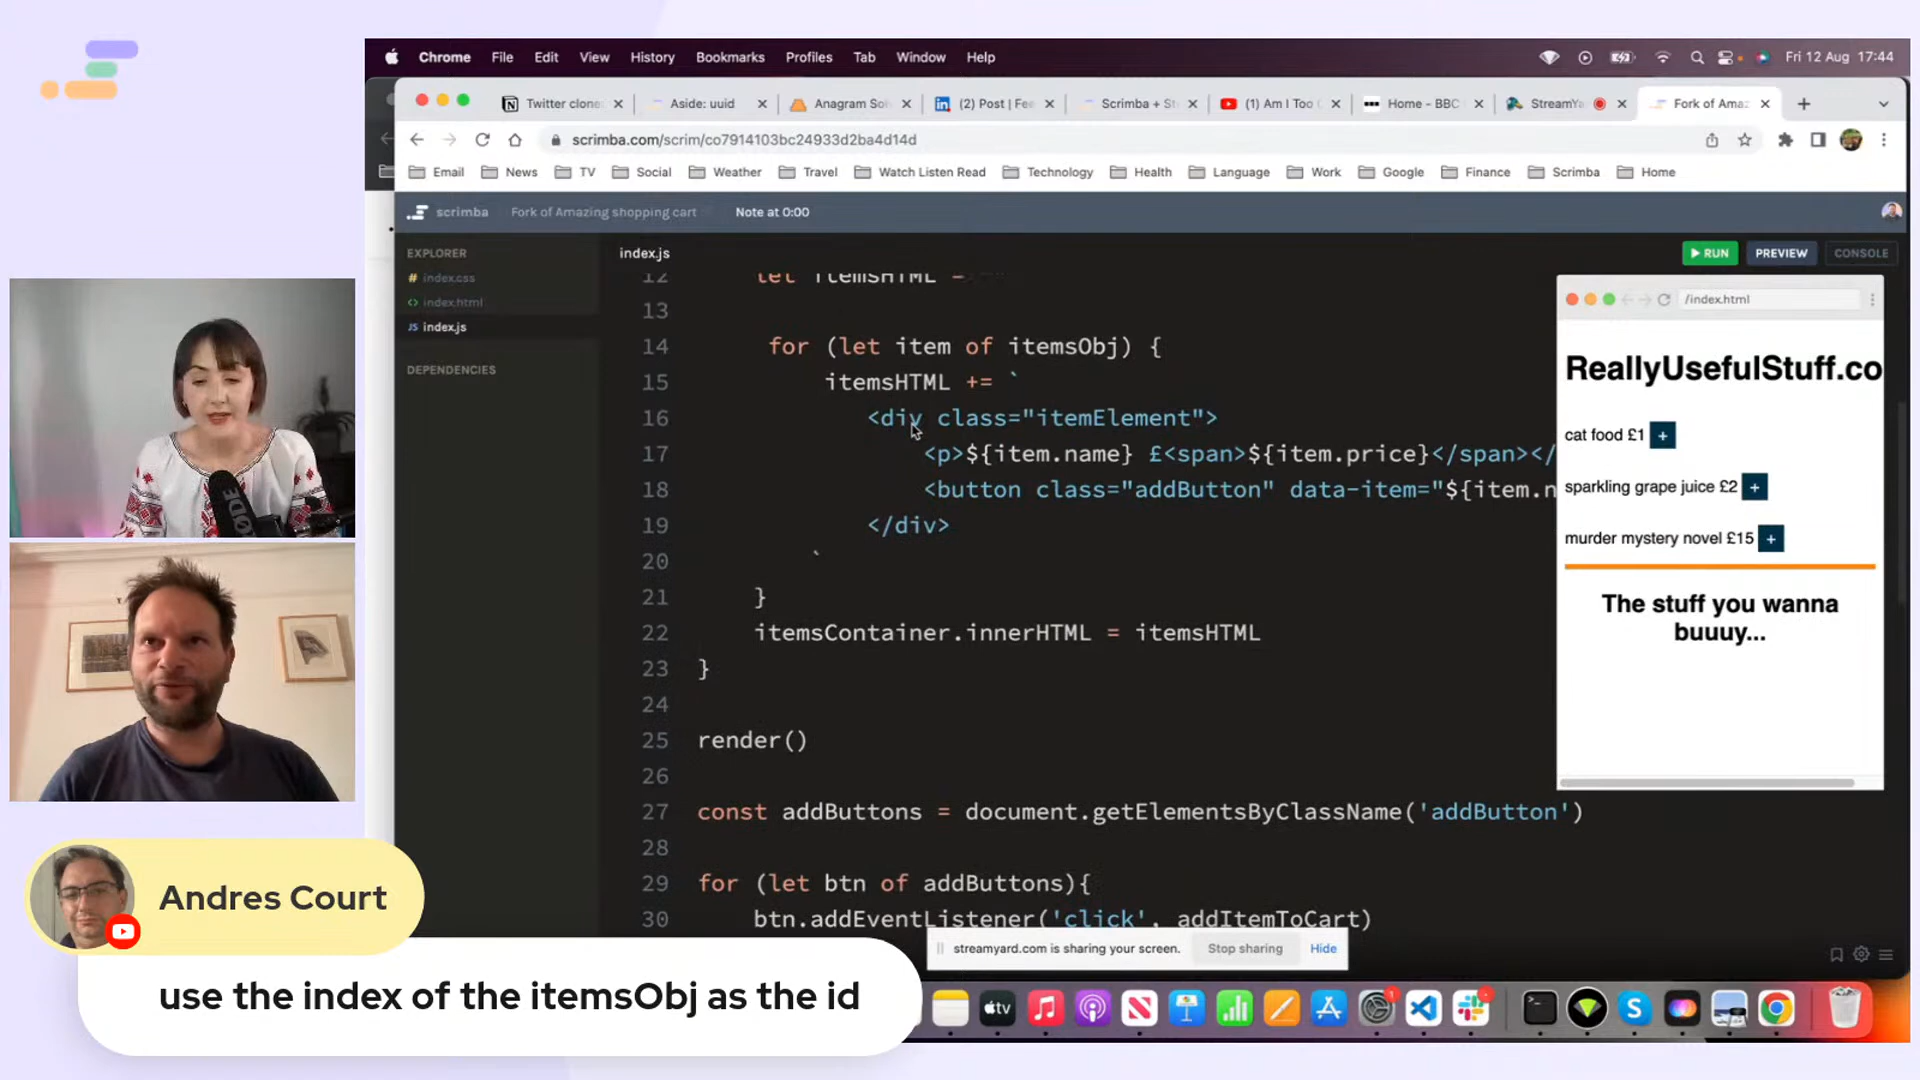 Chrome File Edit View History Bookmarks Profiles Tab Window Help Fri 12 Aug 17:44
Twitter clone Aside: uuid Anagram Sol (2) Post | Fee Scrimba + St (1) Am I Too Home - BBC StreamYa Fork of Amaz
scrimba.com/scrim/co7914103bc24933d2ba4d14d
Email News TV Social Weather Travel Watch Listen Read Technology Health Language Work Google Finance Scrimba Home
scrimba Fork of Amazing shopping cart Note at 0:00
EXPLORER
# index.css
<> index.html
JS index.js
DEPENDENCIES
index.js
RUN PREVIEW CONSOLE
12 let itemsHTML =
13
14 for (let item of itemsObj) {
15 itemsHTML += `
16 <div class="itemElement">
17 <p>${item.name} £<span>${item.price}</span></
18 <button class="addButton" data-item="${item.n
19 </div>
20 `
21 }
22 itemsContainer.innerHTML = itemsHTML
23 }
24
25 render()
26
27 const addButtons = document.getElementsByClassName('addButton')
28
29 for (let btn of addButtons){
30 btn.addEventListener('click', addItemToCart)
/index.html
ReallyUsefulStuff.co
cat food £1 +
sparkling grape juice £2 +
murder mystery novel £15 +
The stuff you wanna
buuuy...
RODE
Andres Court
use the index of the itemsObj as the id
streamyard.com is sharing your screen. Stop sharing Hide
tv